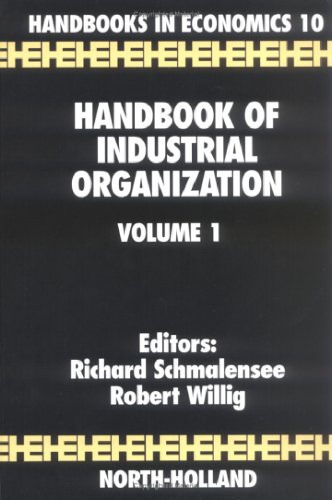 HANDBOOKS IN ECONOMICS 10
HANDBOOK OF
INDUSTRIAL
ORGANIZATION
VOLUME 1
Editors:
Richard Schmalensee
Robert Willig
NORTH-HOLLAND